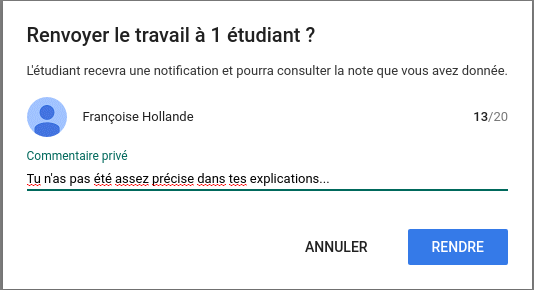 Renvoyer le travail à 1 étudiant ?
L'étudiant recevra une notification et pourra consulter la note que vous avez donnée.
Françoise Hollande 13/20
Commentaire privé
Tu n'as pas été assez précise dans tes explications...
ANNULER RENDRE